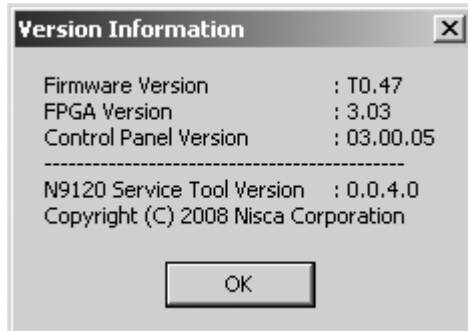 Version Information
Firmware Version : T0.47
FPGA Version : 3.03
Control Panel Version : 03.00.05
--------------------------------------------
N9120 Service Tool Version : 0.0.4.0
Copyright (C) 2008 Nisca Corporation
OK